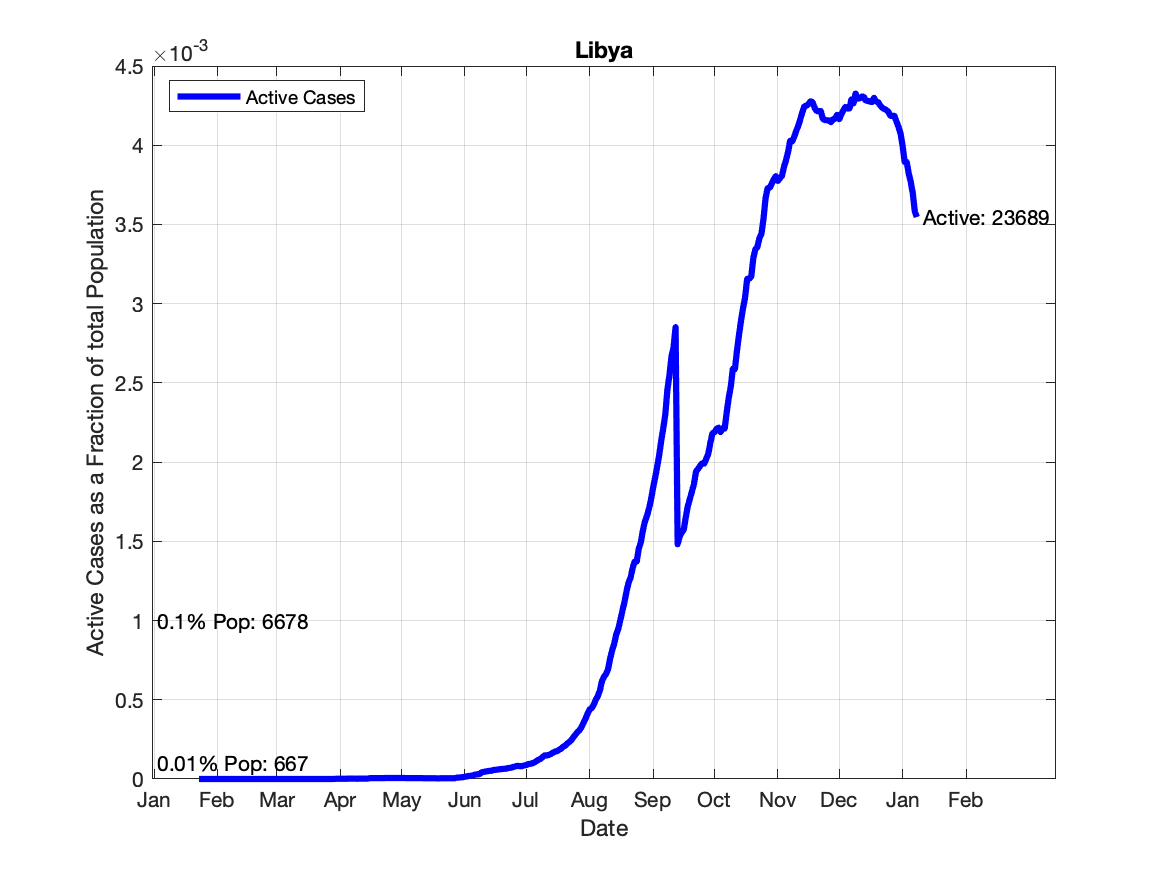 Libya
×10-3
Active Cases
4.5
4
3.5
3
2.5
2
1.5
1
0.5
0
Active Cases as a Fraction of total Population
Active: 23689
0.1% Pop: 6678
0.01% Pop: 667
Jan Feb Mar Apr May Jun Jul Aug Sep Oct Nov Dec Jan Feb
Date